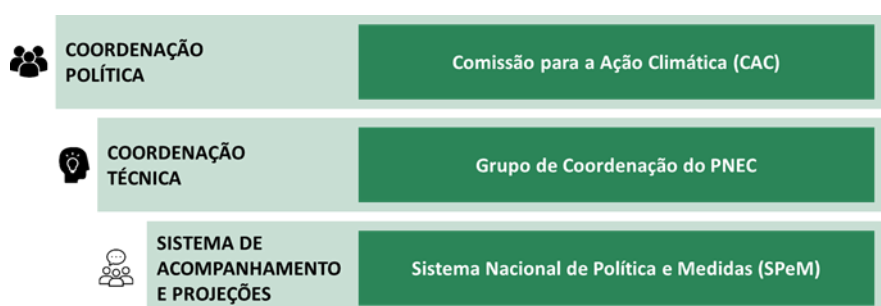 COORDENAÇÃO
POLÍTICA
Comissão para a Ação Climática (CAC)
COORDENAÇÃO
TÉCNICA
Grupo de Coordenação do PNEC
SISTEMA DE
ACOMPANHAMENTO
E PROJEÇÕES
Sistema Nacional de Política e Medidas (SPeM)